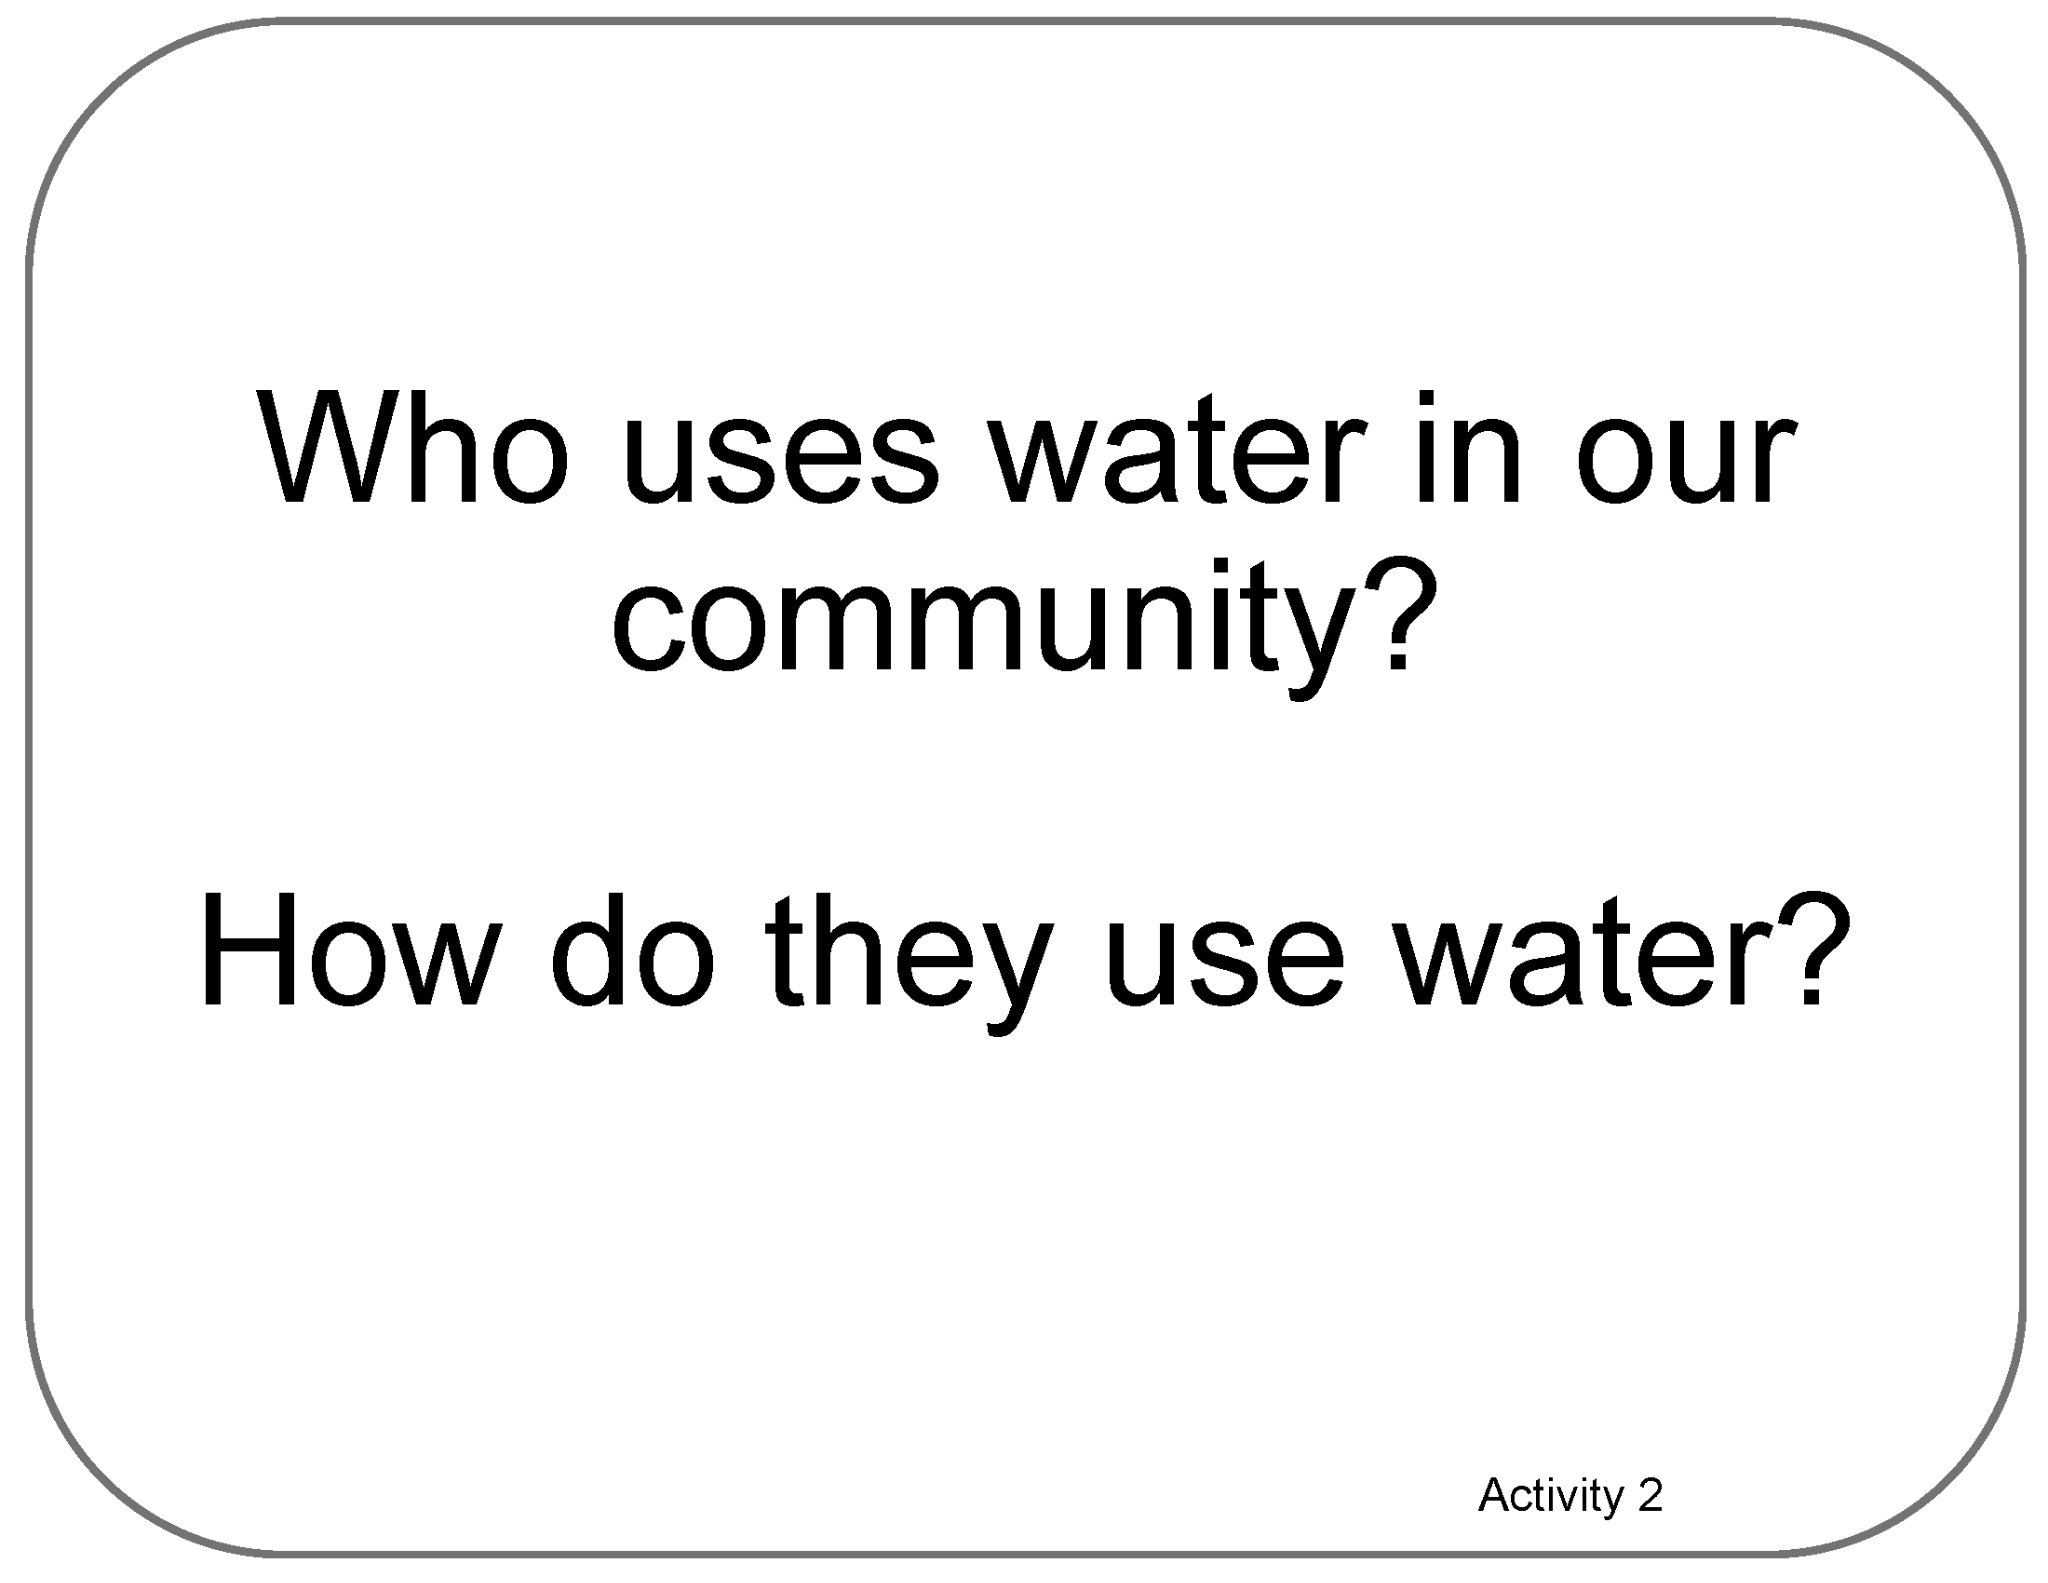 Who uses water in our
community?
How do they use water?
Activity 2